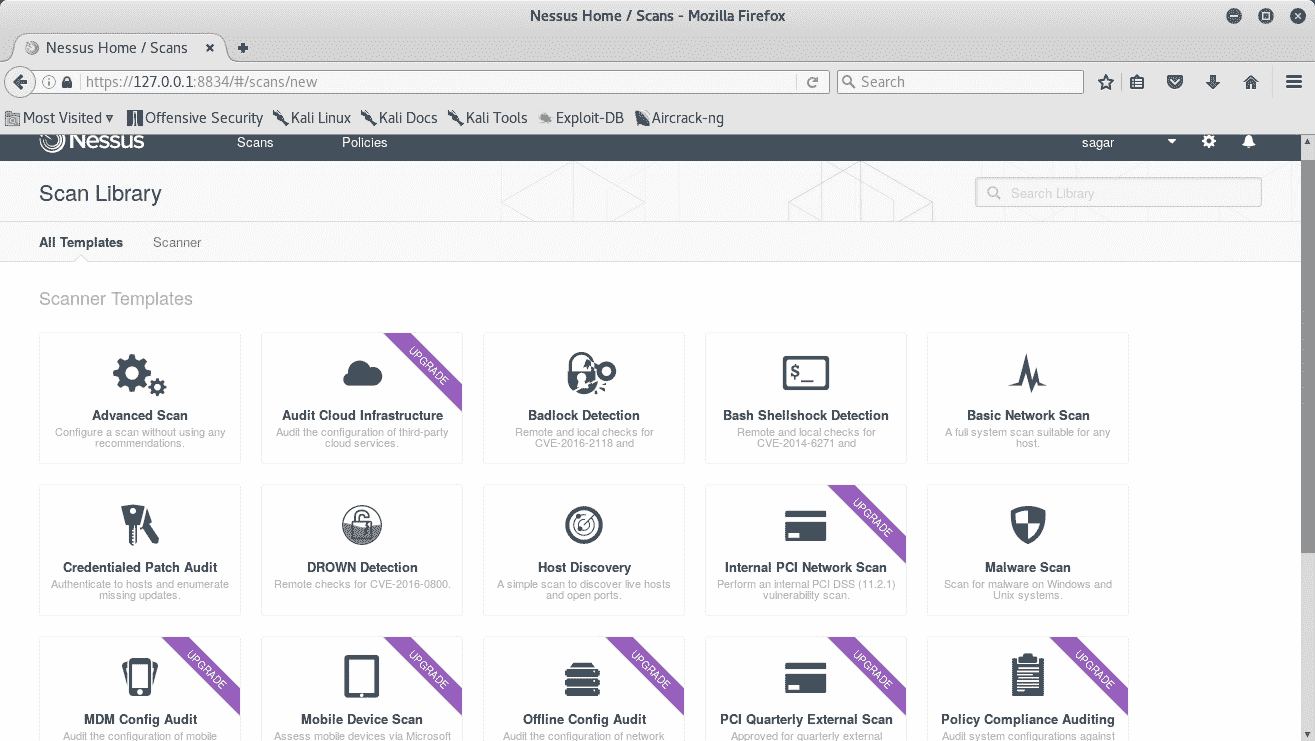 Nessus Home / Scans - Mozilla Firefox
Nessus Home / Scans
https://127.0.0.1:8834/#/scans/new
Search
Most Visited
Offensive Security
Kali Linux
Kali Docs
Kali Tools
Exploit-DB
Aircrack-ng
Nessus
Scans
Policies
sagar
Scan Library
Search Library
All Templates
Scanner
Scanner Templates
Advanced Scan
Configure a scan without using any
recommendations.
UPGRADE
Audit Cloud Infrastructure
Audit the configuration of third-party
cloud services.
Badlock Detection
Remote and local checks for
CVE-2016-2118 and
$_
Bash Shellshock Detection
Remote and local checks for
CVE-2014-6271 and
Basic Network Scan
A full system scan suitable for any
host.
Credentialed Patch Audit
Authenticate to hosts and enumerate
missing updates.
DROWN Detection
Remote checks for CVE-2016-0800.
Host Discovery
A simple scan to discover live hosts
and open ports.
UPGRADE
Internal PCI Network Scan
Perform an internal PCI DSS (11.2.1)
vulnerability scan.
Malware Scan
Scan for malware on Windows and
Unix systems.
UPGRADE
MDM Config Audit
Audit the configuration of mobile
UPGRADE
Mobile Device Scan
Assess mobile devices via Microsoft
UPGRADE
Offline Config Audit
Audit the configuration of network
UPGRADE
PCI Quarterly External Scan
Approved for quarterly external
UPGRADE
Policy Compliance Auditing
Audit system configurations against